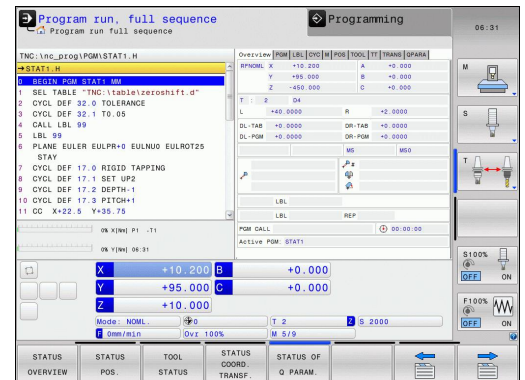 Program run, full sequence
Program run full sequence
Programming
06:31
TNC:\nc_prog\PGM\STAT1.H
→STAT1.H
0 BEGIN PGM STAT1 MM
1 SEL TABLE "TNC:\table\zeroshift.d"
2 CYCL DEF 32.0 TOLERANCE
3 CYCL DEF 32.1 T0.05
4 CALL LBL 99
5 LBL 99
6 PLANE EULER EULPR+0 EULNU0 EULROT25
STAY
7 CYCL DEF 17.0 RIGID TAPPING
8 CYCL DEF 17.1 SET UP2
9 CYCL DEF 17.2 DEPTH-1
10 CYCL DEF 17.3 PITCH+1
11 CC X+22.5 Y+35.75
0% X[Nm] P1 -T1
0% Y[Nm] 06:31
Overview PGM LBL CYC M POS TOOL TT TRANS QPARA
RFNOML X +10.200 A +0.000
Y +95.000 B +0.000
Z -450.000 C +0.000
T : 2 D4
L +40.0000 R +2.0000
DL-TAB +0.0000 DR-TAB +0.0000
DL-PGM +0.0000 DR-PGM +0.0000
M5 M50
P
LBL
LBL REP
PGM CALL 00:00:00
Active PGM: STAT1
X +10.200 B +0.000
Y +95.000 C +0.000
Z +10.000
Mode: NOML. 0 T 2 Z S 2000
F 0mm/min Ovr 100% M 5/9
M
S
T
S100%
OFF ON
F100%
OFF ON
STATUS OVERVIEW
STATUS POS.
TOOL STATUS
STATUS COORD. TRANSF.
STATUS OF Q PARAM.